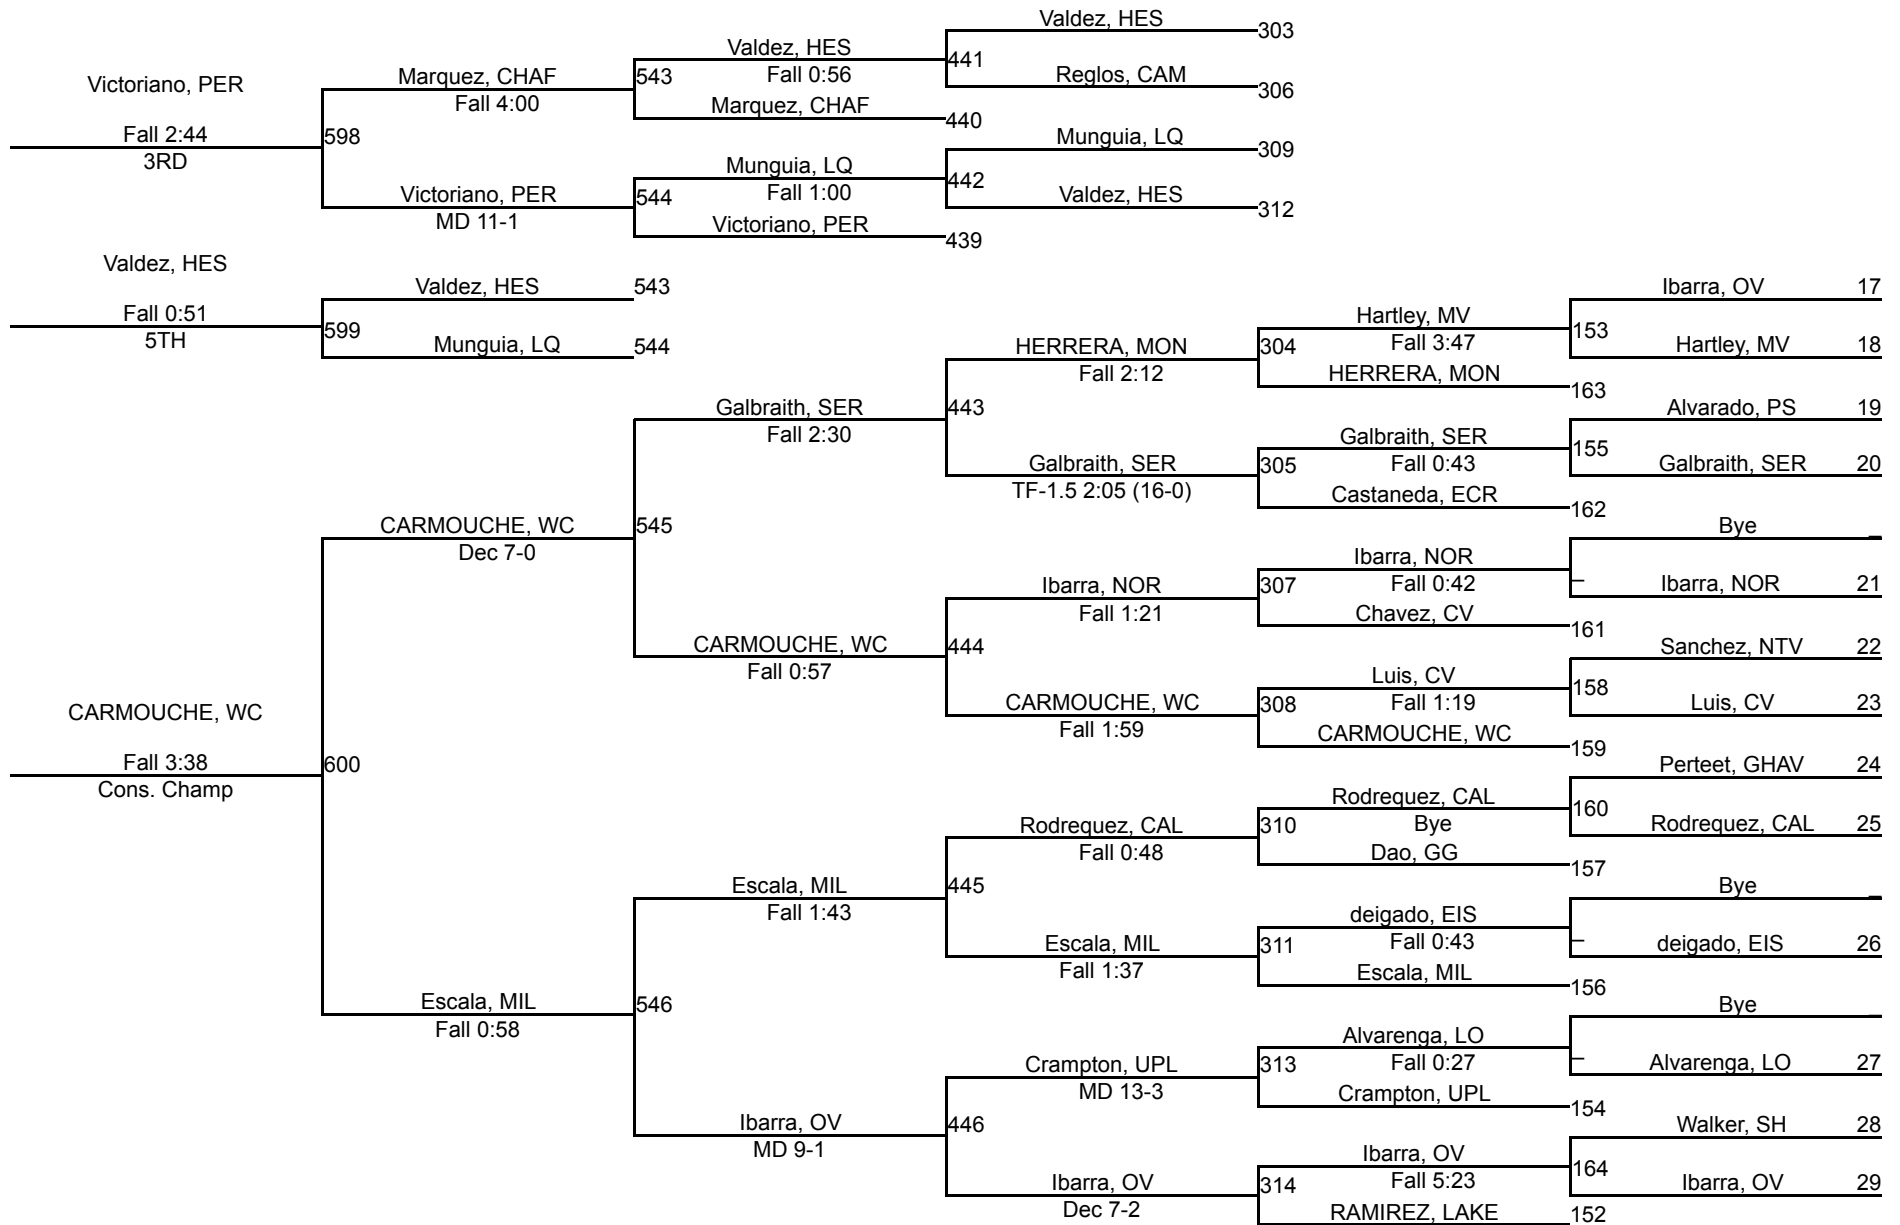 Valdez, HES
303
Valdez, HES
441
Victoriano, PER
Marquez, CHAF
543
Fall 0:56
Reglos, CAM
306
Fall 4:00
Marquez, CHAF
440
Fall 2:44
598
Munguia, LQ
309
3RD
Munguia, LQ
442
Victoriano, PER
544
Fall 1:00
Valdez, HES
312
MD 11-1
Victoriano, PER
439
Valdez, HES
Valdez, HES
543
Ibarra, OV
17
Fall 0:51
599
Hartley, MV
153
5TH
Munguia, LQ
544
HERRERA, MON
304
Fall 3:47
Hartley, MV
18
Fall 2:12
HERRERA, MON
163
Galbraith, SER
443
Alvarado, PS
19
Fall 2:30
Galbraith, SER
155
Galbraith, SER
305
Fall 0:43
Galbraith, SER
20
TF-1.5 2:05 (16-0)
Castaneda, ECR
162
CARMOUCHE, WC
545
Bye
_
Dec 7-0
Ibarra, NOR
_
Ibarra, NOR
307
Fall 0:42
Ibarra, NOR
21
Fall 1:21
Chavez, CV
161
CARMOUCHE, WC
444
Sanchez, NTV
22
Fall 0:57
Luis, CV
158
CARMOUCHE, WC
308
Fall 1:19
Luis, CV
23
CARMOUCHE, WC
Fall 1:59
CARMOUCHE, WC
159
Fall 3:38
600
Perteet, GHAV
24
Cons. Champ
Rodrequez, CAL
160
Rodrequez, CAL
310
Bye
Rodrequez, CAL
25
Fall 0:48
Dao, GG
157
Escala, MIL
445
Bye
_
Fall 1:43
deigado, EIS
_
Escala, MIL
311
Fall 0:43
deigado, EIS
26
Fall 1:37
Escala, MIL
156
Escala, MIL
546
Bye
_
Fall 0:58
Alvarenga, LO
_
Crampton, UPL
313
Fall 0:27
Alvarenga, LO
27
MD 13-3
Crampton, UPL
154
Ibarra, OV
446
Walker, SH
28
MD 9-1
Ibarra, OV
164
Ibarra, OV
314
Fall 5:23
Ibarra, OV
29
Dec 7-2
RAMIREZ, LAKE
152